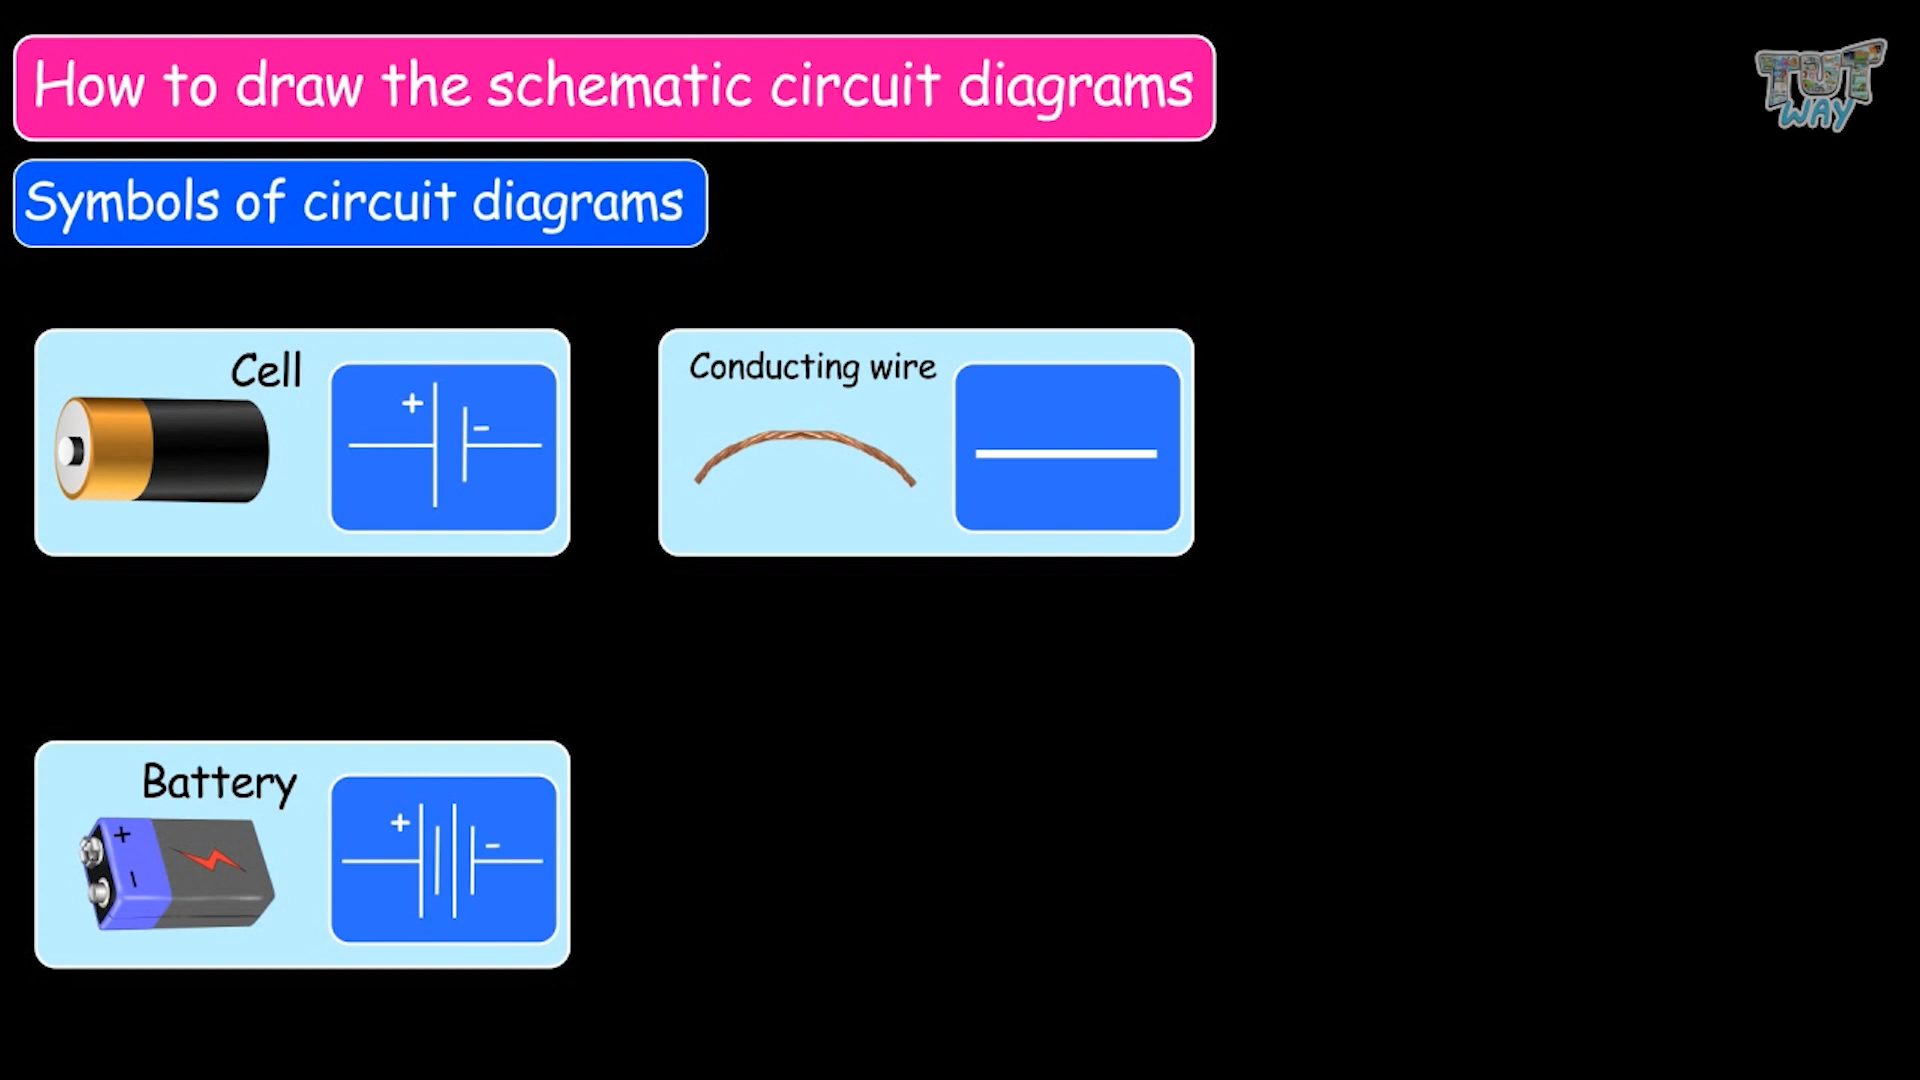 How to draw the schematic circuit diagrams
TUT
WAY
Symbols of circuit diagrams
Cell
+
-
Conducting wire
Battery
+
-
+
-